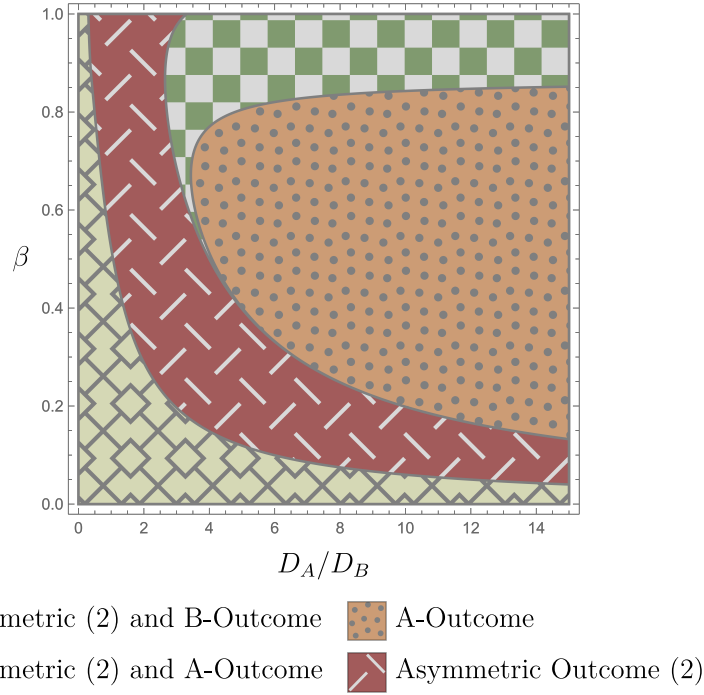 1.0
0.8
0.6
β
0.4
0.2
0.0
0 2 4 6 8 10 12 14
D_A/D_B
metric (2) and B-Outcome A-Outcome
metric (2) and A-Outcome Asymmetric Outcome (2)